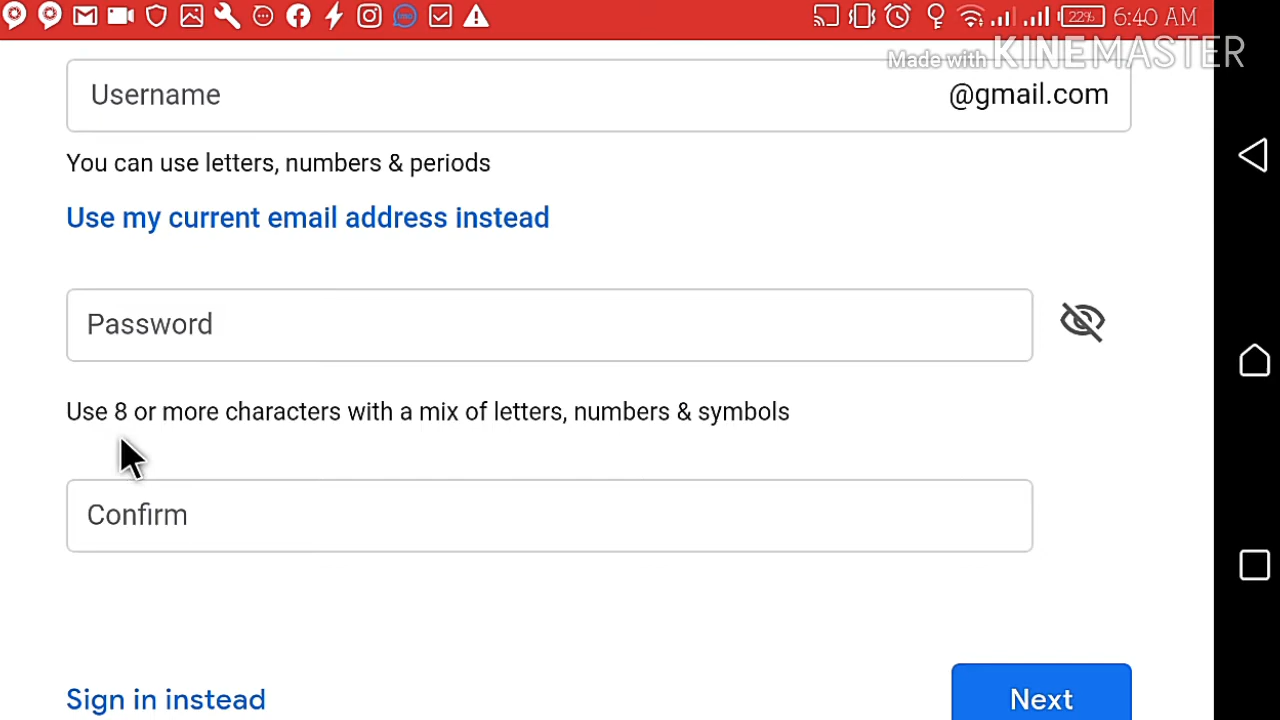 22% 6:40 AM
Made with KINEMASTER
Username @gmail.com
You can use letters, numbers & periods
Use my current email address instead
Password
Use 8 or more characters with a mix of letters, numbers & symbols
Confirm
Sign in instead Next